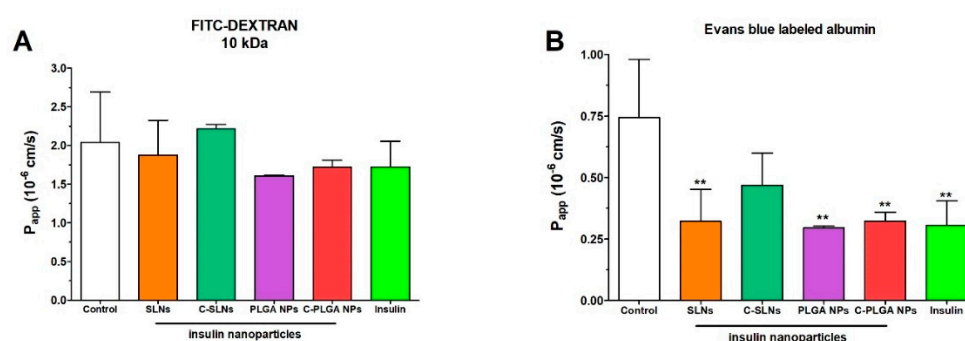 A
FITC-DEXTRAN
10 kDa
Papp (10-6 cm/s)
3.0
2.5
2.0
1.5
1.0
0.5
0.0
Control SLNs C-SLNs PLGA NPs C-PLGA NPs Insulin
insulin nanoparticles
B
Evans blue labeled albumin
Papp (10-6 cm/s)
1.00
0.75
0.50
0.25
0.00
**
**
**
**
Control SLNs C-SLNs PLGA NPs C-PLGA NPs Insulin
insulin nanoparticles